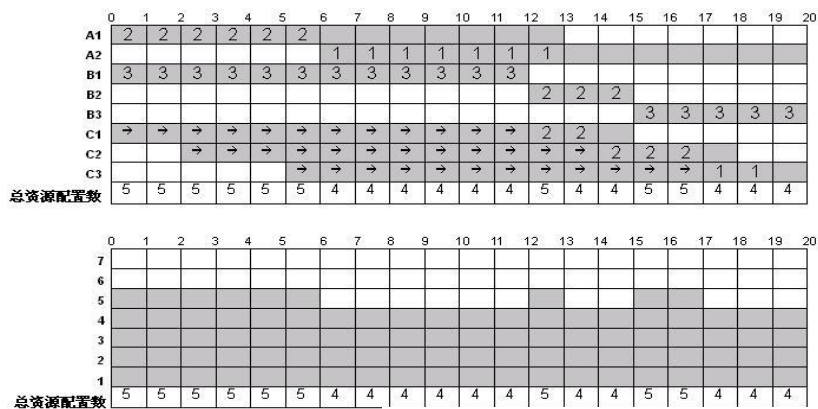 0 1 2 3 4 5 6 7 8 9 10 11 12 13 14 15 16 17 18 19 20
A1 2 2 2 2 2 2
A2 1 1 1 1 1 1 1
B1 3 3 3 3 3 3 3 3 3 3 3 3
B2 2 2 2
B3 3 3 3 3 3
C1 → → → → → → → → → → → → 2 2
C2 → → → → → → → → → → → → 2 2 2
C3 → → → → → → → → → → → → 1 1
总资源配置数 5 5 5 5 5 5 4 4 4 4 4 4 5 4 4 5 5 4 4 4
0 1 2 3 4 5 6 7 8 9 10 11 12 13 14 15 16 17 18 19 20
7
6
5
4
3
2
1
总资源配置数 5 5 5 5 5 5 4 4 4 4 4 4 5 4 4 5 5 4 4 4